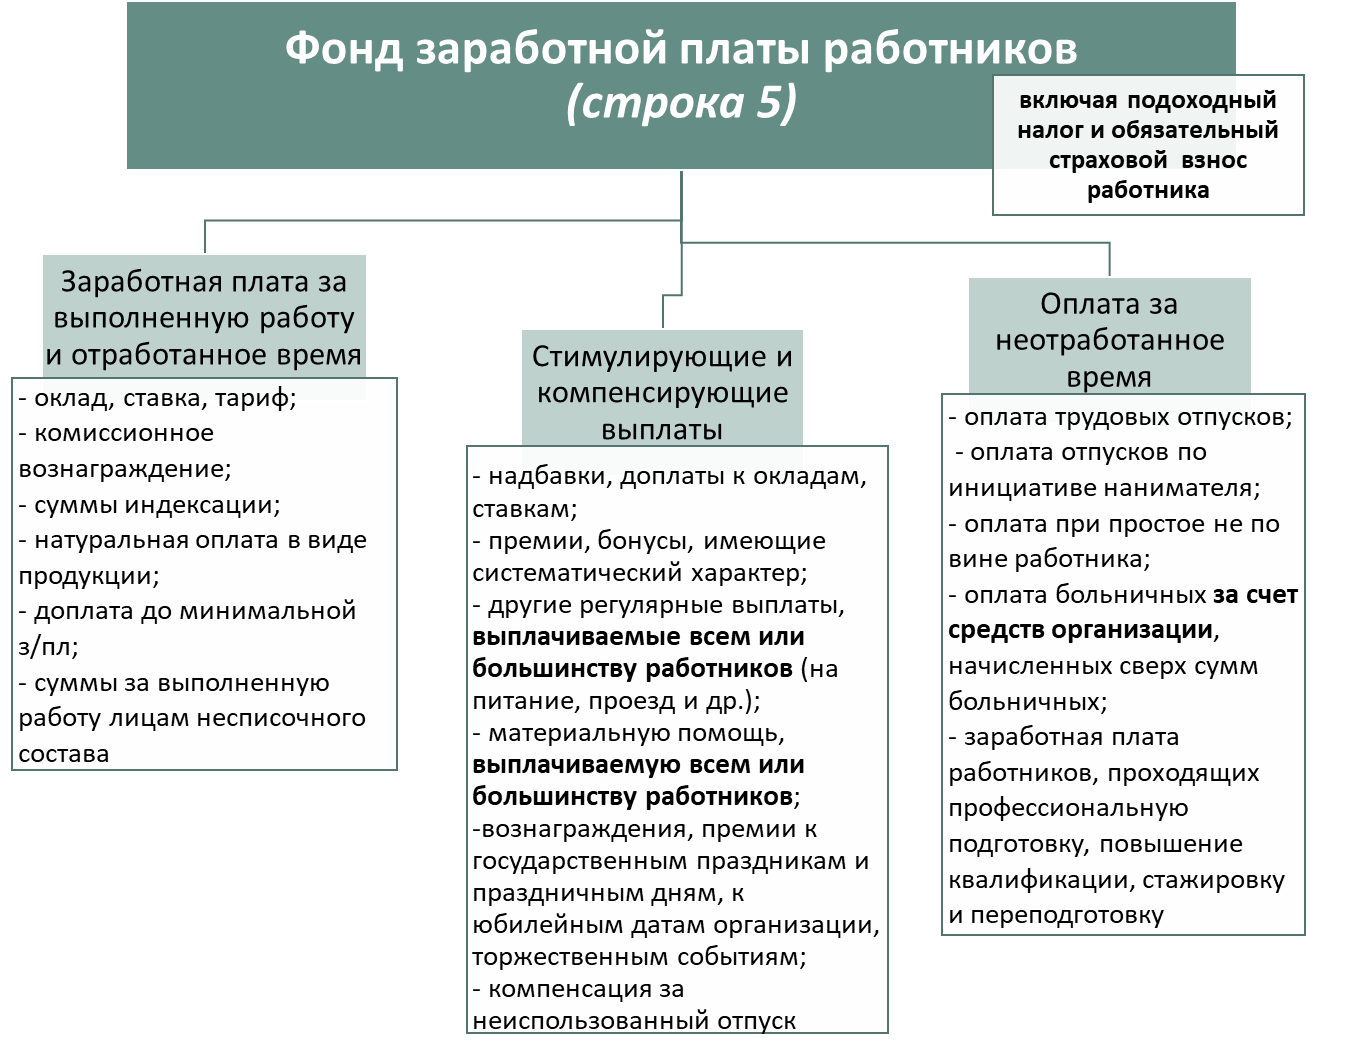 Фонд заработной платы работников
(строка 5)
включая подоходный
налог и обязательный
страховой взнос
работника
Заработная плата за
выполненную работу
и отработанное время
- оклад, ставка, тариф;
- комиссионное
вознаграждение;
- суммы индексации;
- натуральная оплата в виде
продукции;
- доплата до минимальной
з/пл;
- суммы за выполненную
работу лицам несписочного
состава
Стимулирующие и
компенсирующие
выплаты
- надбавки, доплаты к окладам,
ставкам;
- премии, бонусы, имеющие
систематический характер;
- другие регулярные выплаты,
выплачиваемые всем или
большинству работников (на
питание, проезд и др.);
- материальную помощь,
выплачиваемую всем или
большинству работников;
-вознаграждения, премии к
государственным праздникам и
праздничным дням, к
юбилейным датам организации,
торжественным событиям;
- компенсация за
неиспользованный отпуск
Оплата за
неотработанное
время
- оплата трудовых отпусков;
- оплата отпусков по
инициативе нанимателя;
- оплата при простое не по
вине работника;
- оплата больничных за счет
средств организации,
начисленных сверх сумм
больничных;
- заработная плата
работников, проходящих
профессиональную
подготовку, повышение
квалификации, стажировку
и переподготовку